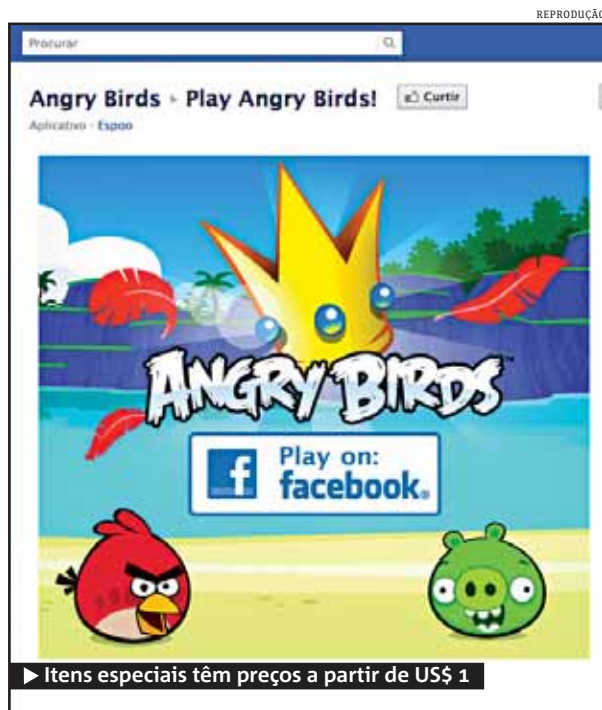 REPRODUÇÃO
Procurar
Angry Birds ▸ Play Angry Birds! Curtir
Aplicativo · Espoo
ANGRY BIRDS™
f Play on:
facebook®
▶ Itens especiais têm preços a partir de US$ 1